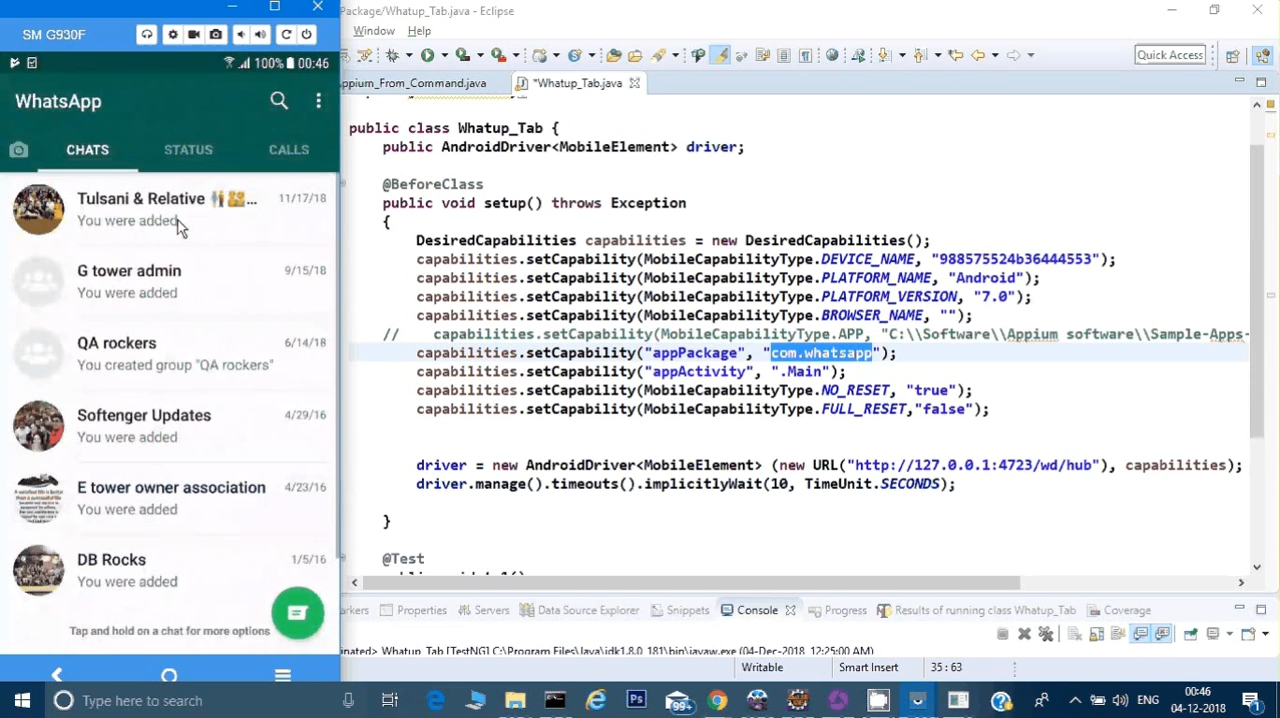 SM G930F
100% 00:46
WhatsApp
CHATS STATUS CALLS
Tulsani & Relative ... 11/17/18
You were added
G tower admin 9/15/18
You were added
QA rockers 6/14/18
You created group "QA rockers"
Softenger Updates 4/29/16
You were added
E tower owner association 4/23/16
You were added
DB Rocks 1/5/16
You were added
Tap and hold on a chat for more options
Package/Whatup_Tab.java - Eclipse
Window Help
Quick Access
Appium_From_Command.java *Whatup_Tab.java
public class Whatup_Tab {
public AndroidDriver<MobileElement> driver;
@BeforeClass
public void setup() throws Exception
{
DesiredCapabilities capabilities = new DesiredCapabilities();
capabilities.setCapability(MobileCapabilityType.DEVICE_NAME, "988575524b36444553");
capabilities.setCapability(MobileCapabilityType.PLATFORM_NAME, "Android");
capabilities.setCapability(MobileCapabilityType.PLATFORM_VERSION, "7.0");
capabilities.setCapability(MobileCapabilityType.BROWSER_NAME, "");
// capabilities.setCapability(MobileCapabilityType.APP, "C:\\Software\\Appium software\\Sample-Apps-
capabilities.setCapability("appPackage", "com.whatsapp");
capabilities.setCapability("appActivity", ".Main");
capabilities.setCapability(MobileCapabilityType.NO_RESET, "true");
capabilities.setCapability(MobileCapabilityType.FULL_RESET,"false");
driver = new AndroidDriver<MobileElement> (new URL("http://127.0.0.1:4723/wd/hub"), capabilities);
driver.manage().timeouts().implicitlyWait(10, TimeUnit.SECONDS);
}
@Test
arkers Properties Servers Data Source Explorer Snippets Console Progress Results of running class Whatup_Tab Coverage
inated> Whatup_Tab [TestNG] C:\Program Files\Java\jdk1.8.0_181\bin\javaw.exe (04-Dec-2018, 12:25:00 AM)
Writable Smart Insert 35 : 63
Type here to search
99+
ENG
00:46
04-12-2018
1